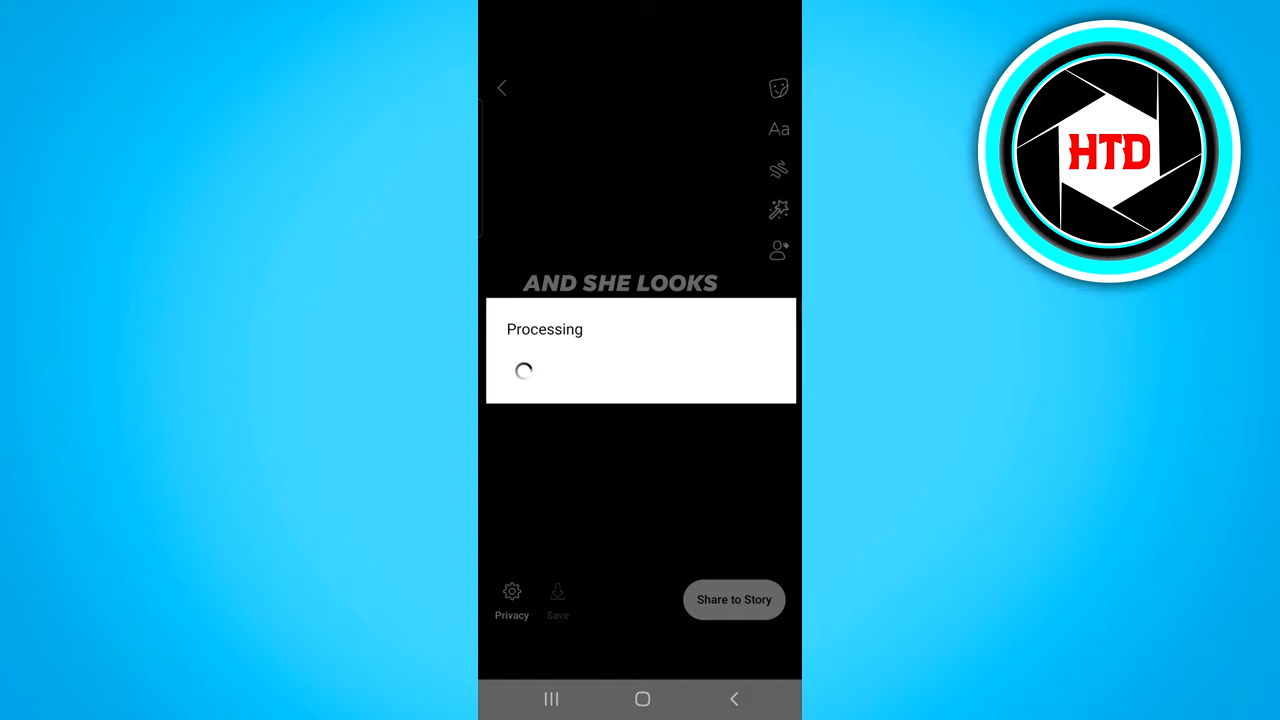 HTD
Aa
AND SHE LOOKS
Processing
Privacy
Save
Share to Story